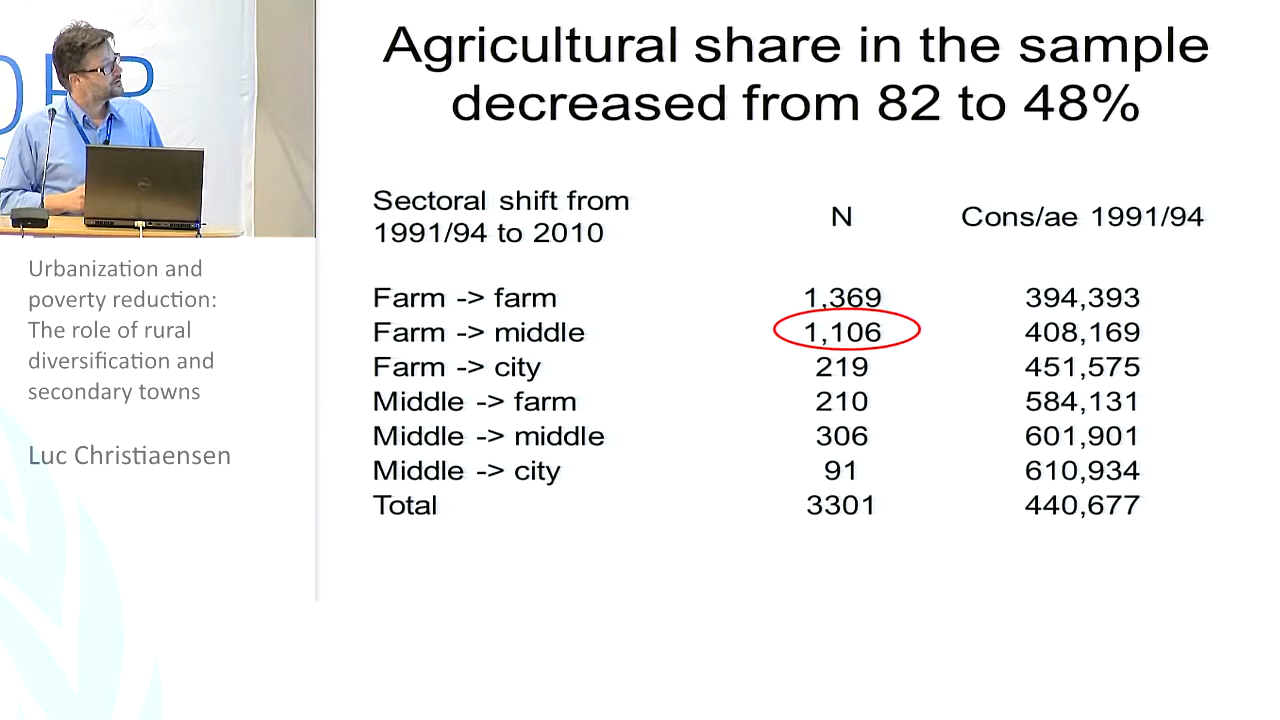 Agricultural share in the sample
decreased from 82 to 48%
Sectoral shift from
1991/94 to 2010
N
Cons/ae 1991/94
Farm -> farm 1,369 394,393
Farm -> middle 1,106 408,169
Farm -> city 219 451,575
Middle -> farm 210 584,131
Middle -> middle 306 601,901
Middle -> city 91 610,934
Total 3301 440,677
Urbanization and
poverty reduction:
The role of rural
diversification and
secondary towns
Luc Christiaensen